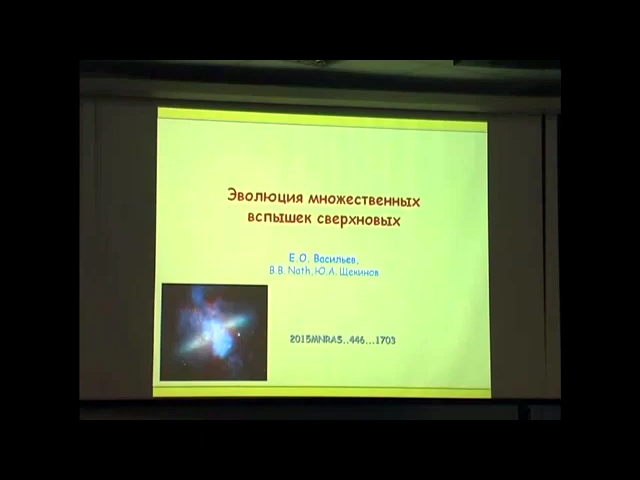 Эволюция множественных
вспышек сверхновых
Е.О. Васильев,
B.B. Nath, Ю.А. Щекинов
2015MNRAS..446...1703